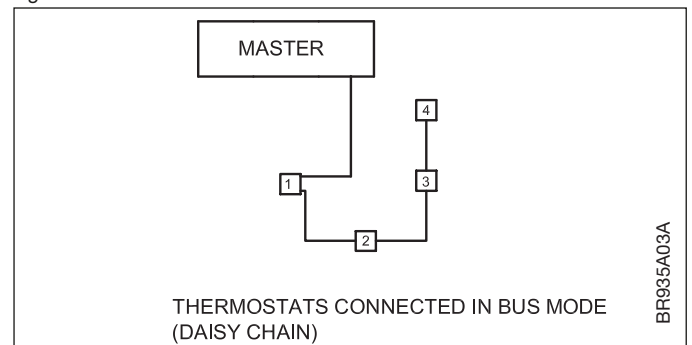 MASTER
4
1
3
2
THERMOSTATS CONNECTED IN BUS MODE
(DAISY CHAIN)
BR935A03A